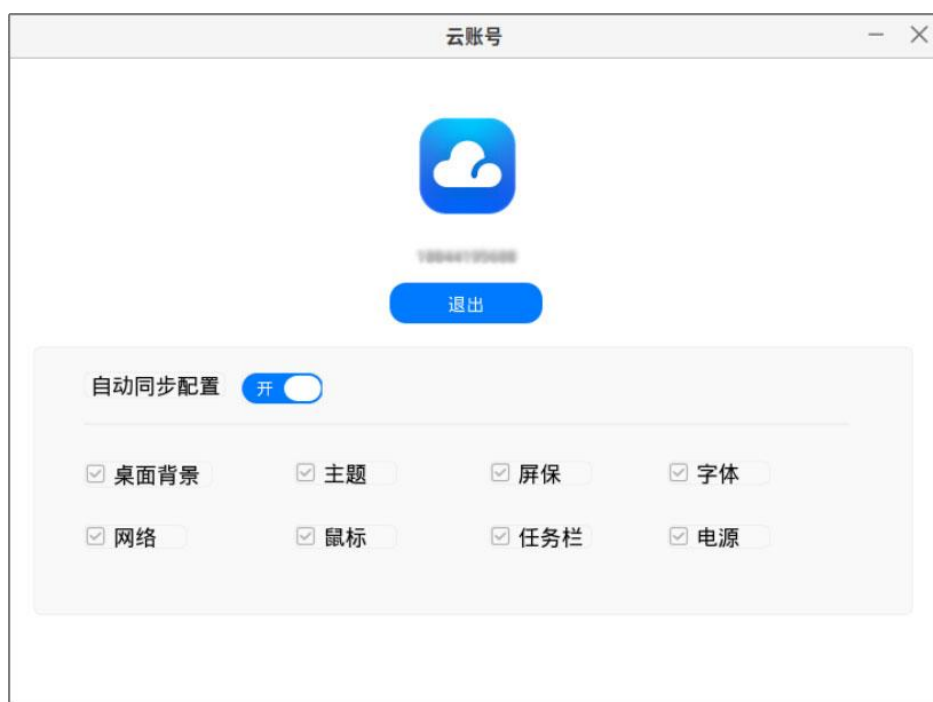 云账号
退出
自动同步配置 开
桌面背景 主题 屏保 字体
网络 鼠标 任务栏 电源